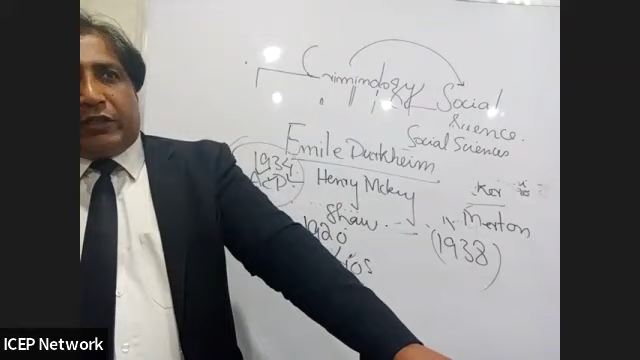 Criminology
Social
Science.
Social Sciences
Emile Durkheim
1934
Henry Mckay
Shaw
Merton
1920
(1938)
ICEP Network